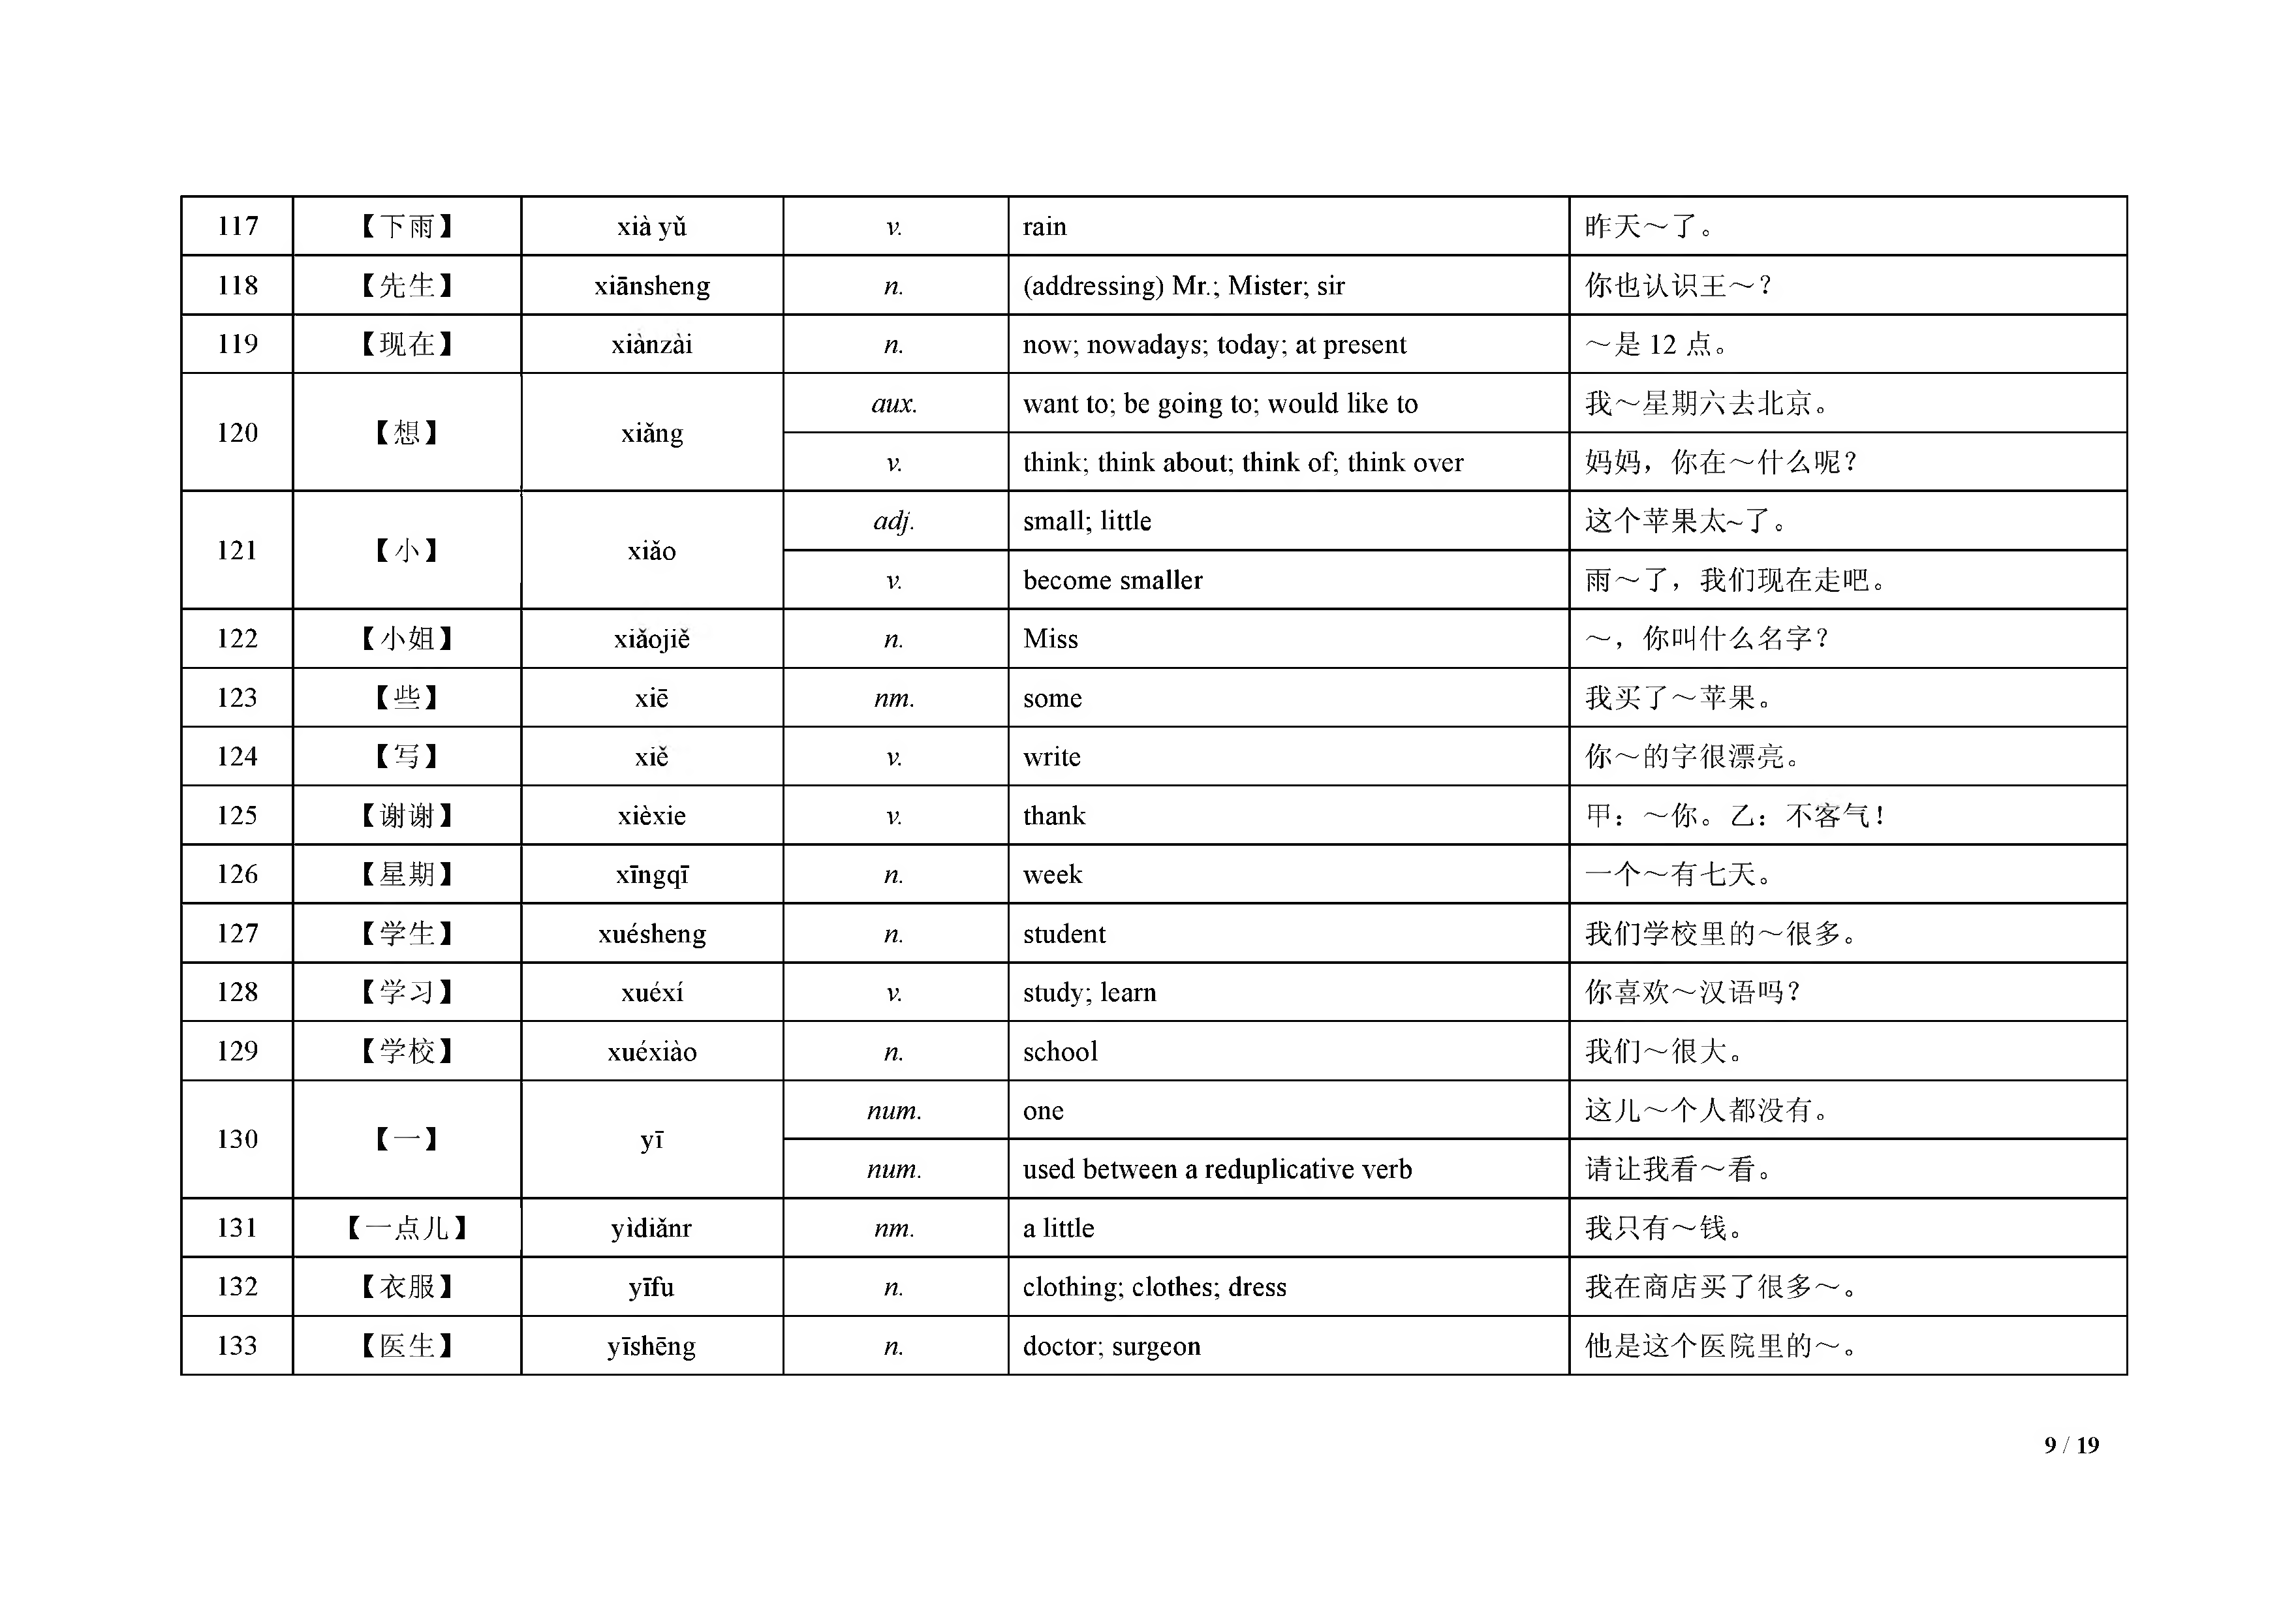 117 【下雨】 xià yǔ v. rain 昨天～了。
118 【先生】 xiānsheng n. (addressing) Mr.; Mister; sir 你也认识王～？
119 【现在】 xiànzài n. now; nowadays; today; at present ～是 12 点。
120 【想】 xiǎng aux. want to; be going to; would like to 我～星期六去北京。
v. think; think about; think of; think over 妈妈，你在～什么呢？
121 【小】 xiǎo adj. small; little 这个苹果太~了。
v. become smaller 雨～了，我们现在走吧。
122 【小姐】 xiǎojiě n. Miss ～，你叫什么名字？
123 【些】 xiē nm. some 我买了～苹果。
124 【写】 xiě v. write 你～的字很漂亮。
125 【谢谢】 xièxie v. thank 甲：～你。乙：不客气！
126 【星期】 xīngqī n. week 一个～有七天。
127 【学生】 xuésheng n. student 我们学校里的～很多。
128 【学习】 xuéxí v. study; learn 你喜欢～汉语吗？
129 【学校】 xuéxiào n. school 我们～很大。
130 【一】 yī num. one 这儿～个人都没有。
num. used between a reduplicative verb 请让我看～看。
131 【一点儿】 yìdiǎnr nm. a little 我只有～钱。
132 【衣服】 yīfu n. clothing; clothes; dress 我在商店买了很多～。
133 【医生】 yīshēng n. doctor; surgeon 他是这个医院里的～。
9 / 19